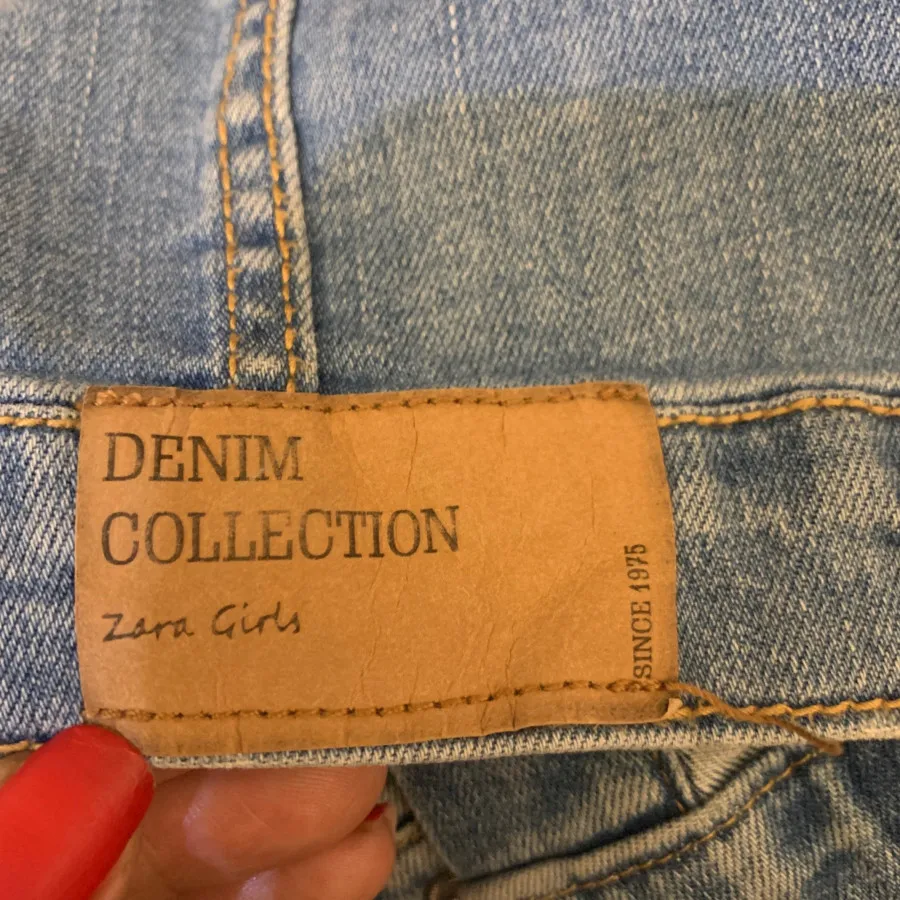 DENIM
COLLECTION
Zara Girls
SINCE 1975